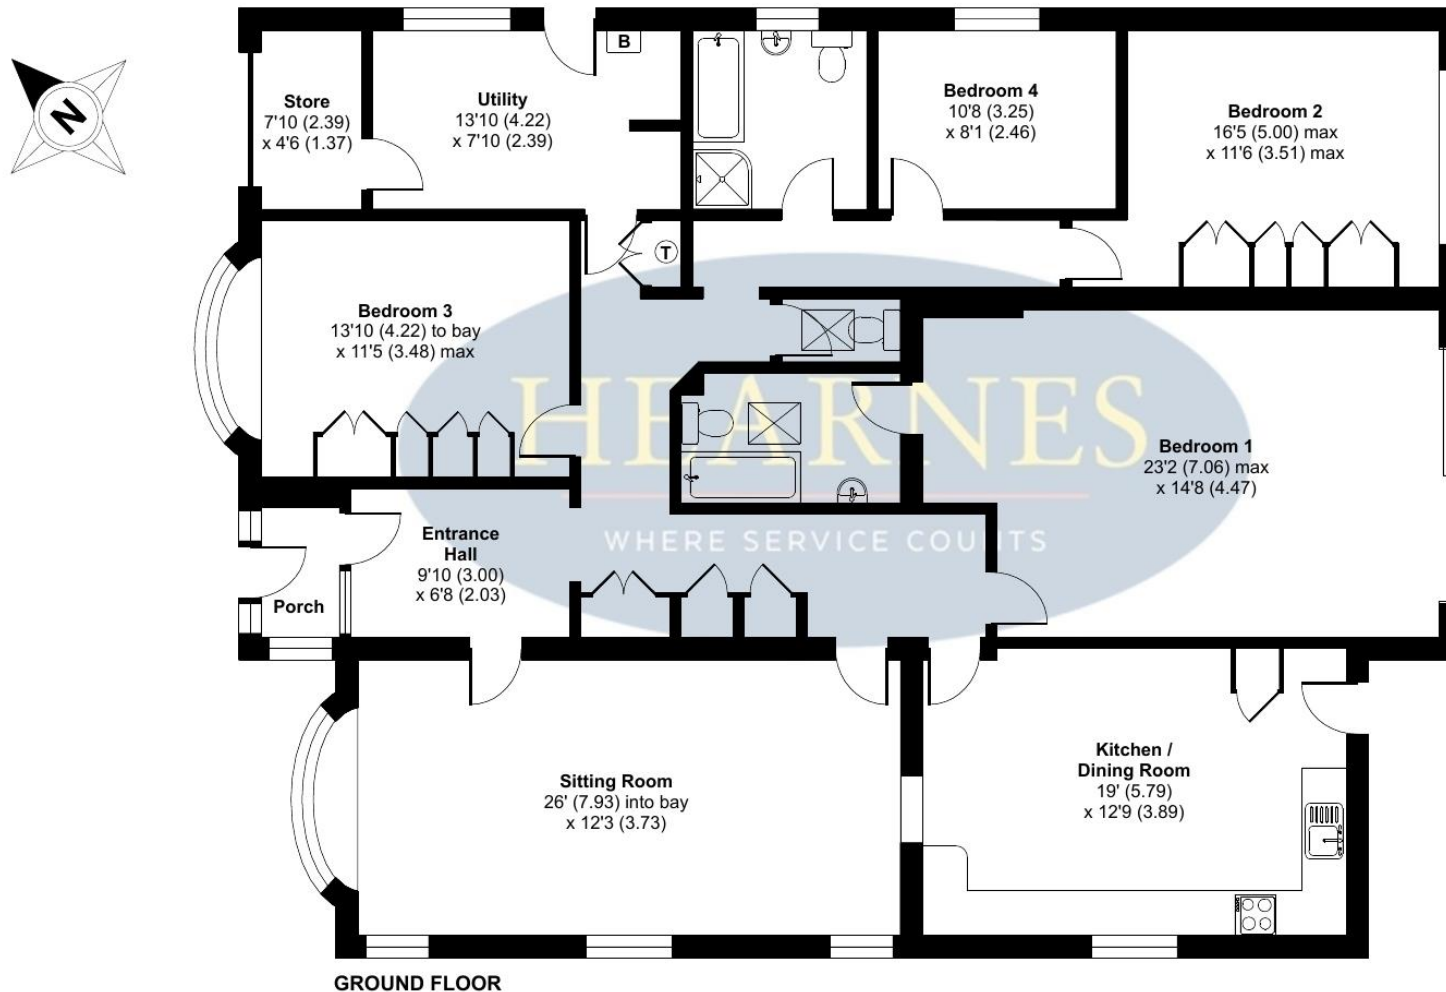 N
Store
7'10 (2.39)
x 4'6 (1.37)
Utility
13'10 (4.22)
x 7'10 (2.39)
B
Bedroom 4
10'8 (3.25)
x 8'1 (2.46)
Bedroom 2
16'5 (5.00) max
x 11'6 (3.51) max
T
Bedroom 3
13'10 (4.22) to bay
x 11'5 (3.48) max
HEARNES
WHERE SERVICE COUNTS
Bedroom 1
23'2 (7.06) max
x 14'8 (4.47)
Entrance
Hall
9'10 (3.00)
x 6'8 (2.03)
Porch
Sitting Room
26' (7.93) into bay
x 12'3 (3.73)
Kitchen /
Dining Room
19' (5.79)
x 12'9 (3.89)
GROUND FLOOR